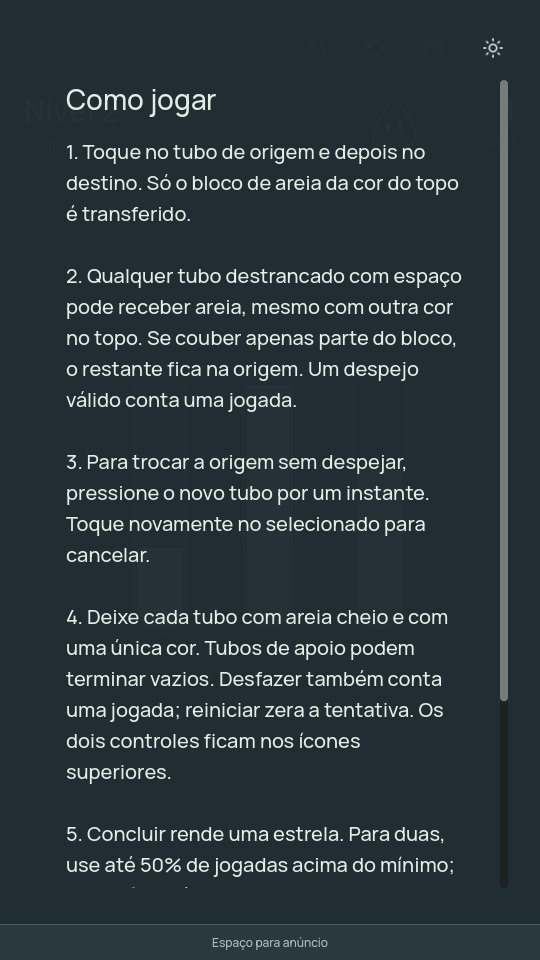 Como jogar
1. Toque no tubo de origem e depois no
destino. Só o bloco de areia da cor do topo
é transferido.
2. Qualquer tubo destrancado com espaço
pode receber areia, mesmo com outra cor
no topo. Se couber apenas parte do bloco,
o restante fica na origem. Um despejo
válido conta uma jogada.
3. Para trocar a origem sem despejar,
pressione o novo tubo por um instante.
Toque novamente no selecionado para
cancelar.
4. Deixe cada tubo com areia cheio e com
uma única cor. Tubos de apoio podem
terminar vazios. Desfazer também conta
uma jogada; reiniciar zera a tentativa. Os
dois controles ficam nos ícones
superiores.
5. Concluir rende uma estrela. Para duas,
use até 50% de jogadas acima do mínimo;
Espaço para anúncio